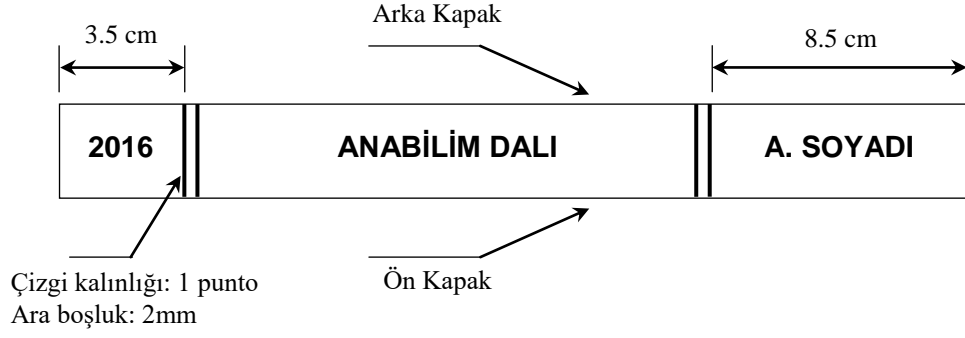 Arka Kapak
3.5 cm
8.5 cm
2016
ANABİLİM DALI
A. SOYADI
Çizgi kalınlığı: 1 punto
Ara boşluk: 2mm
Ön Kapak